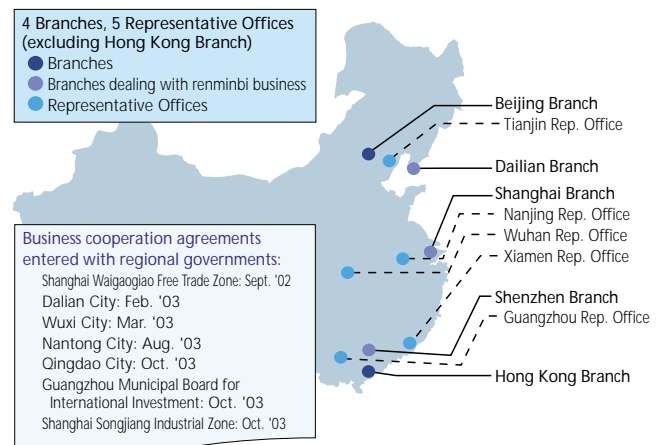 4 Branches, 5 Representative Offices
(excluding Hong Kong Branch)
Branches
Branches dealing with renminbi business
Representative Offices
Beijing Branch
Tianjin Rep. Office
Dailian Branch
Shanghai Branch
Nanjing Rep. Office
Wuhan Rep. Office
Xiamen Rep. Office
Shenzhen Branch
Guangzhou Rep. Office
Hong Kong Branch
Business cooperation agreements
entered with regional governments:
Shanghai Waigaogiao Free Trade Zone: Sept. '02
Dalian City: Feb. '03
Wuxi City: Mar. '03
Nantong City: Aug. '03
Qingdao City: Oct. '03
Guangzhou Municipal Board for
International Investment: Oct. '03
Shanghai Songjiang Industrial Zone: Oct. '03